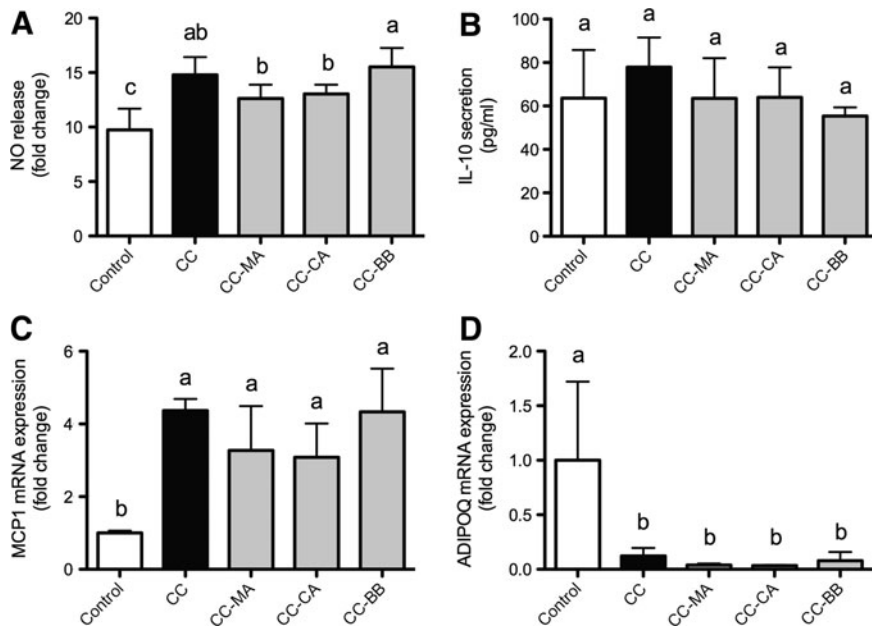 A
NO release
(fold change)
20
15
10
5
0
c
ab
b
b
a
Control
CC
CC-MA
CC-CA
CC-BB
B
IL-10 secretion
(pg/ml)
100
80
60
40
20
0
a
a
a
a
a
Control
CC
CC-MA
CC-CA
CC-BB
C
MCP1 mRNA expression
(fold change)
6
4
2
0
b
a
a
a
a
Control
CC
CC-MA
CC-CA
CC-BB
D
ADIPOQ mRNA expression
(fold change)
2.0
1.5
1.0
0.5
0.0
a
b
b
b
b
Control
CC
CC-MA
CC-CA
CC-BB